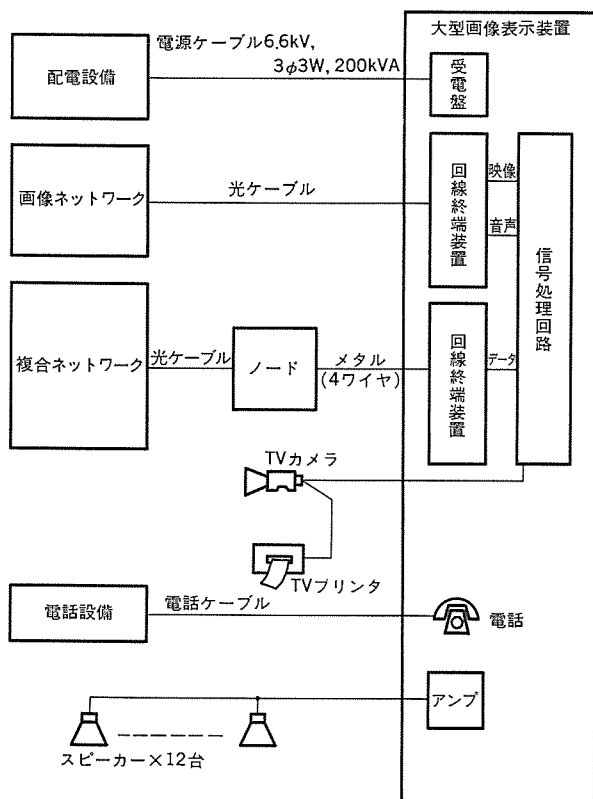 大型画像表示装置
電源ケーブル6.6kV,
3φ3W, 200kVA
配電設備
受電盤
画像ネットワーク
光ケーブル
回線終端装置
映像
音声
信号処理回路
複合ネットワーク
光ケーブル
ノード
メタル
(4ワイヤ)
回線終端装置
データ
TVカメラ
TVプリンタ
電話設備
電話ケーブル
電話
アンプ
スピーカー×12台